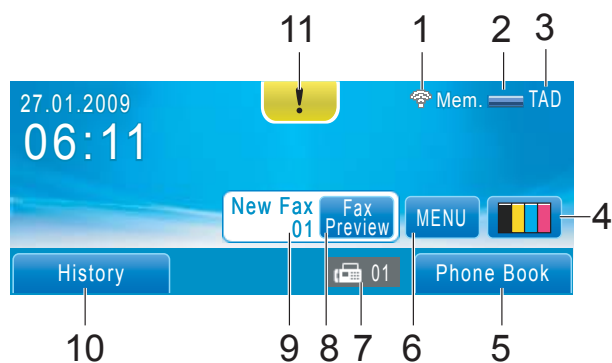 11 1 2 3
27.01.2009 ! Mem. TAD
06:11
New Fax Fax MENU 4
01 Preview
History 01 Phone Book
10 9 8 7 6 5